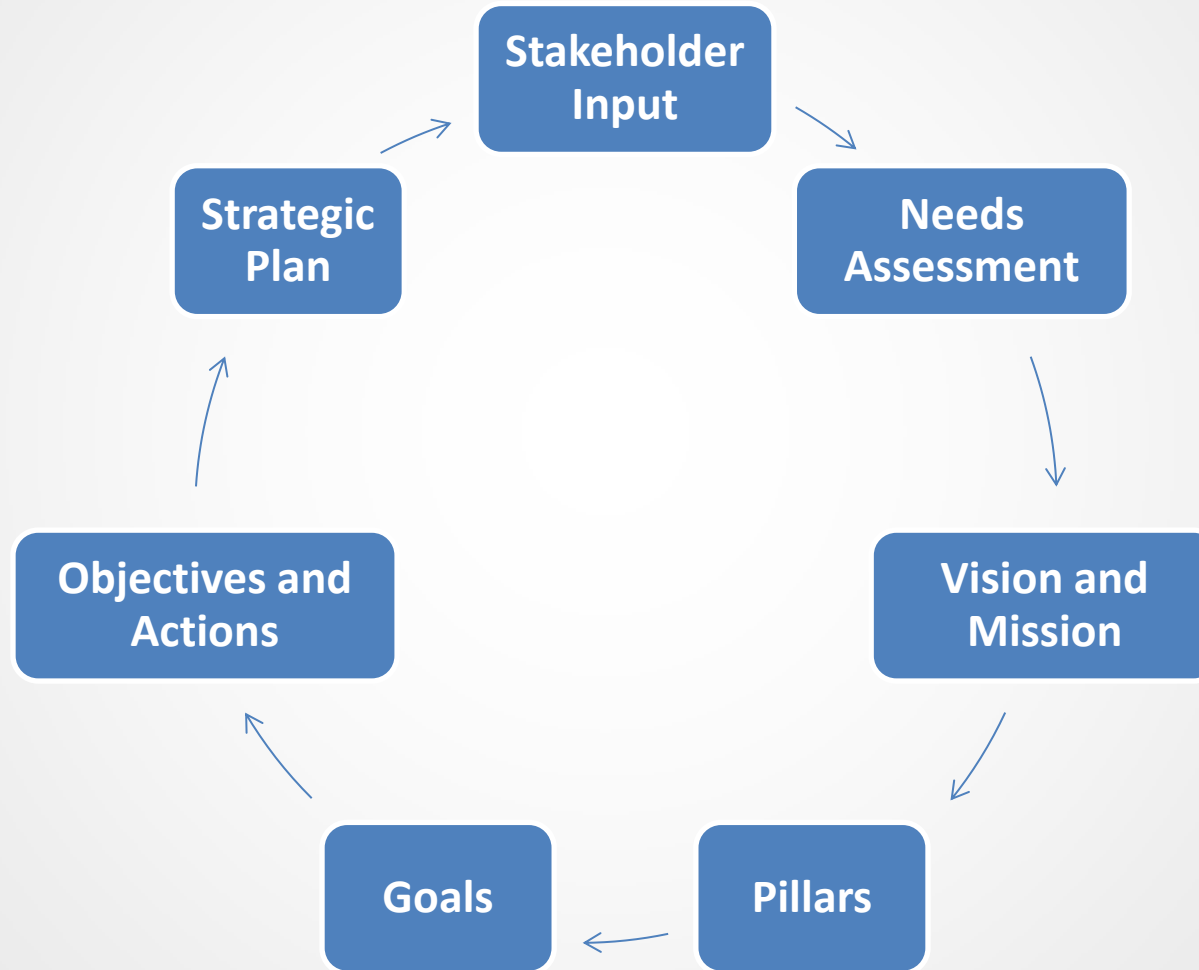 Stakeholder
Input
Needs
Assessment
Vision and
Mission
Pillars
Goals
Objectives and
Actions
Strategic
Plan